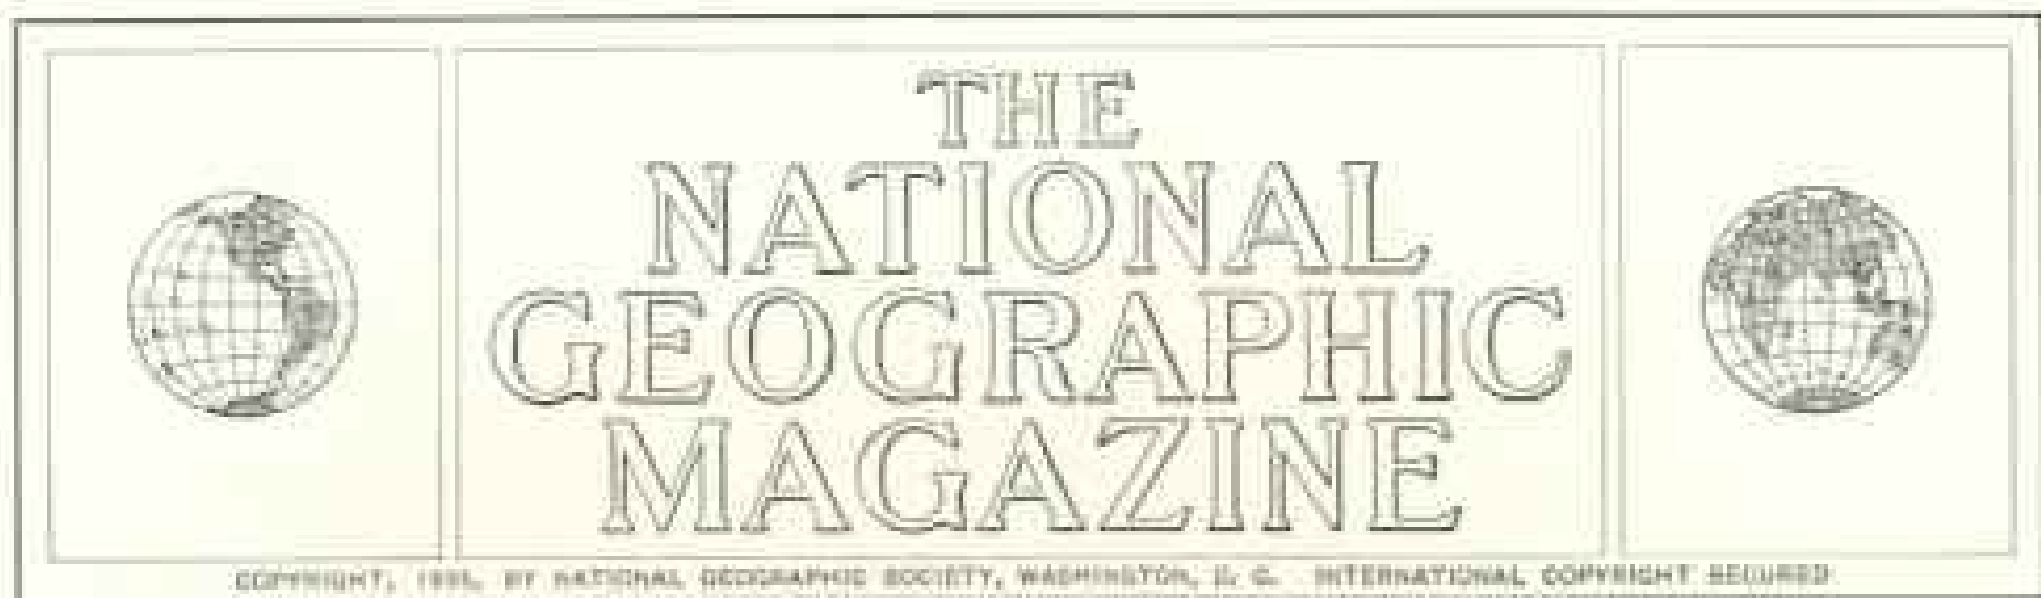 THE
NATIONAL
GEOGRAPHIC
MAGAZINE
COPYRIGHT, BY NATIONAL GEOGRAPHIC SOCIETY, WASHINGTON, D. C. INTERNATIONAL COPYRIGHT SECURED